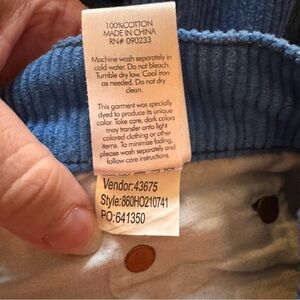 100%COTTON
MADE IN CHINA
RN# 090233
Machine wash separately in
cold water. Do not bleach.
Tumble dry low. Cool iron
as needed. Do not dry
clean.
This garment was specially
dyed to produce its unique
color. Take care, dark colors
may transfer onto light
colored clothing or other
items. To minimize fading,
please wash separately and
follow care instructions.
Vendor:43675
Style:860HO210741
PO:641350